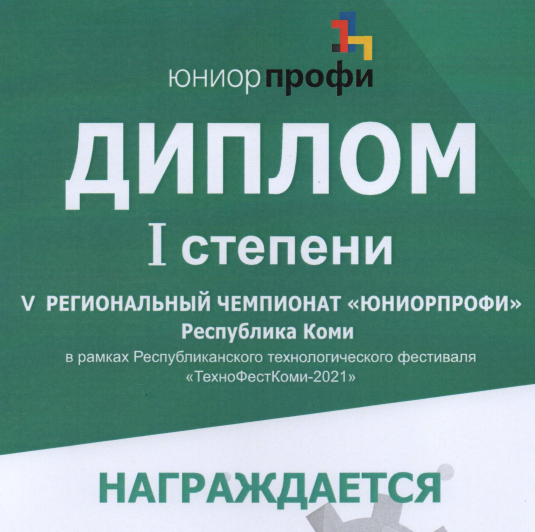 юниорпрофи
ДИПЛОМ
I степени
V РЕГИОНАЛЬНЫЙ ЧЕМПИОНАТ «ЮНИОРПРОФИ»
Республика Коми
в рамках Республиканского технологического фестиваля
«ТехноФестКоми-2021»
НАГРАЖДАЕТСЯ